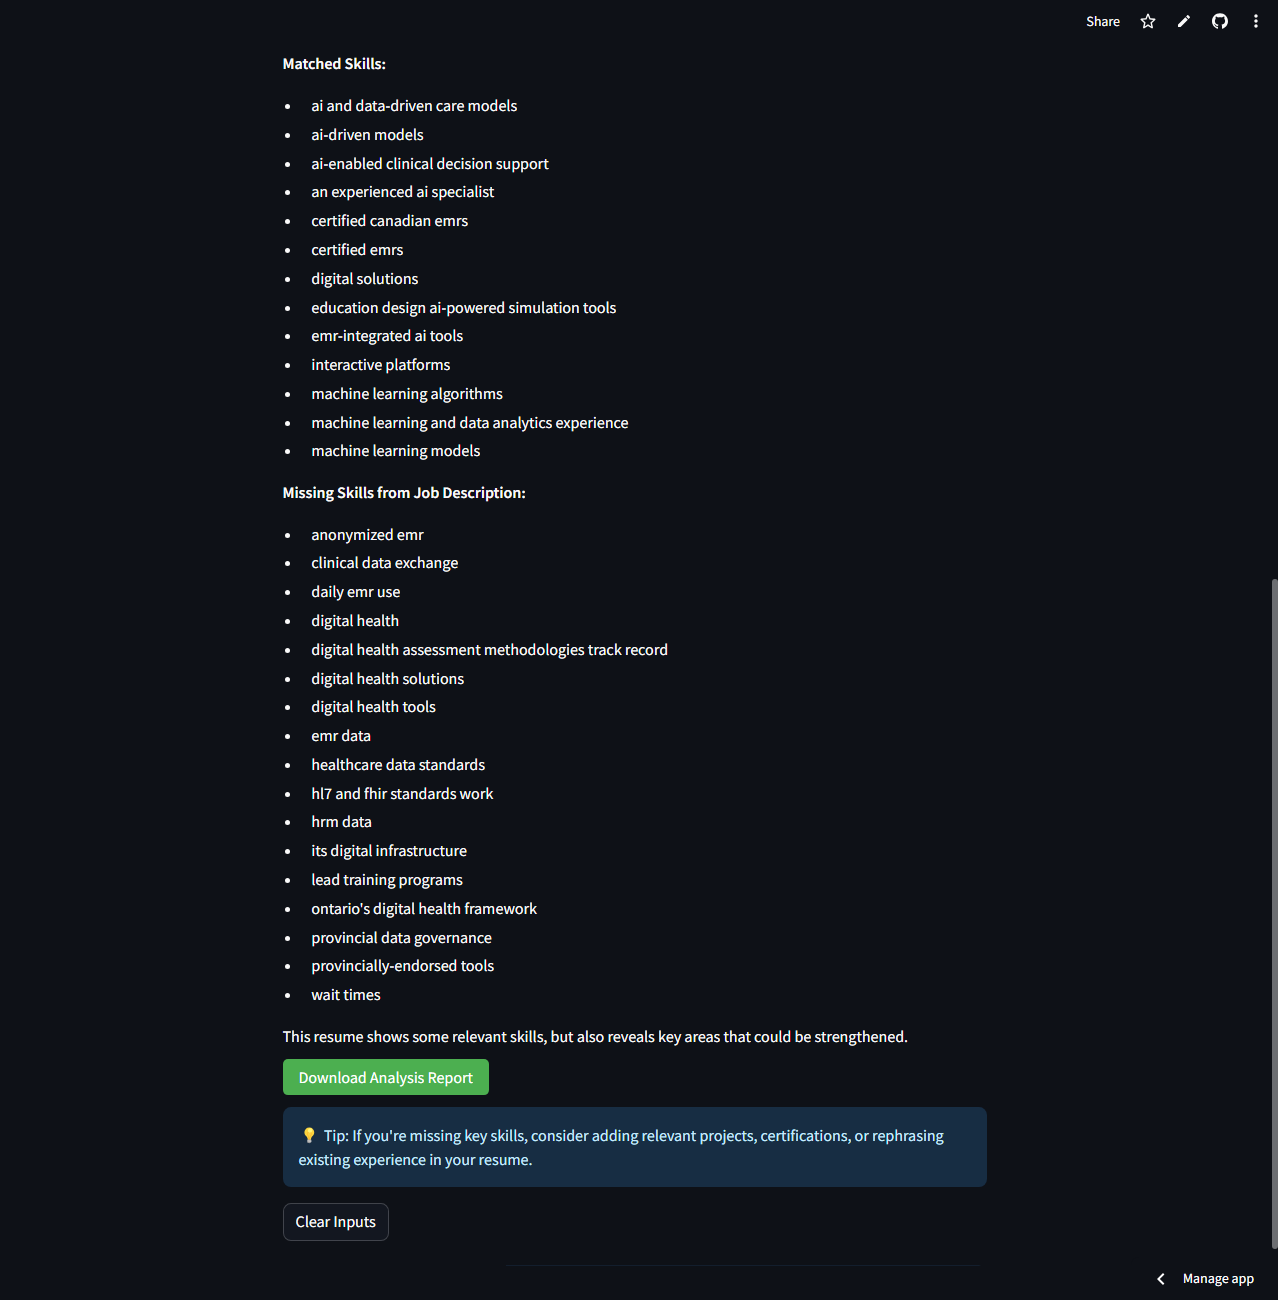 Share
Matched Skills:
ai and data-driven care models
ai-driven models
ai-enabled clinical decision support
an experienced ai specialist
certified canadian emrs
certified emrs
digital solutions
education design ai-powered simulation tools
emr-integrated ai tools
interactive platforms
machine learning algorithms
machine learning and data analytics experience
machine learning models
Missing Skills from Job Description:
anonymized emr
clinical data exchange
daily emr use
digital health
digital health assessment methodologies track record
digital health solutions
digital health tools
emr data
healthcare data standards
hl7 and fhir standards work
hrm data
its digital infrastructure
lead training programs
ontario's digital health framework
provincial data governance
provincially-endorsed tools
wait times
This resume shows some relevant skills, but also reveals key areas that could be strengthened.
Download Analysis Report
Tip: If you're missing key skills, consider adding relevant projects, certifications, or rephrasing
existing experience in your resume.
Clear Inputs
Manage app